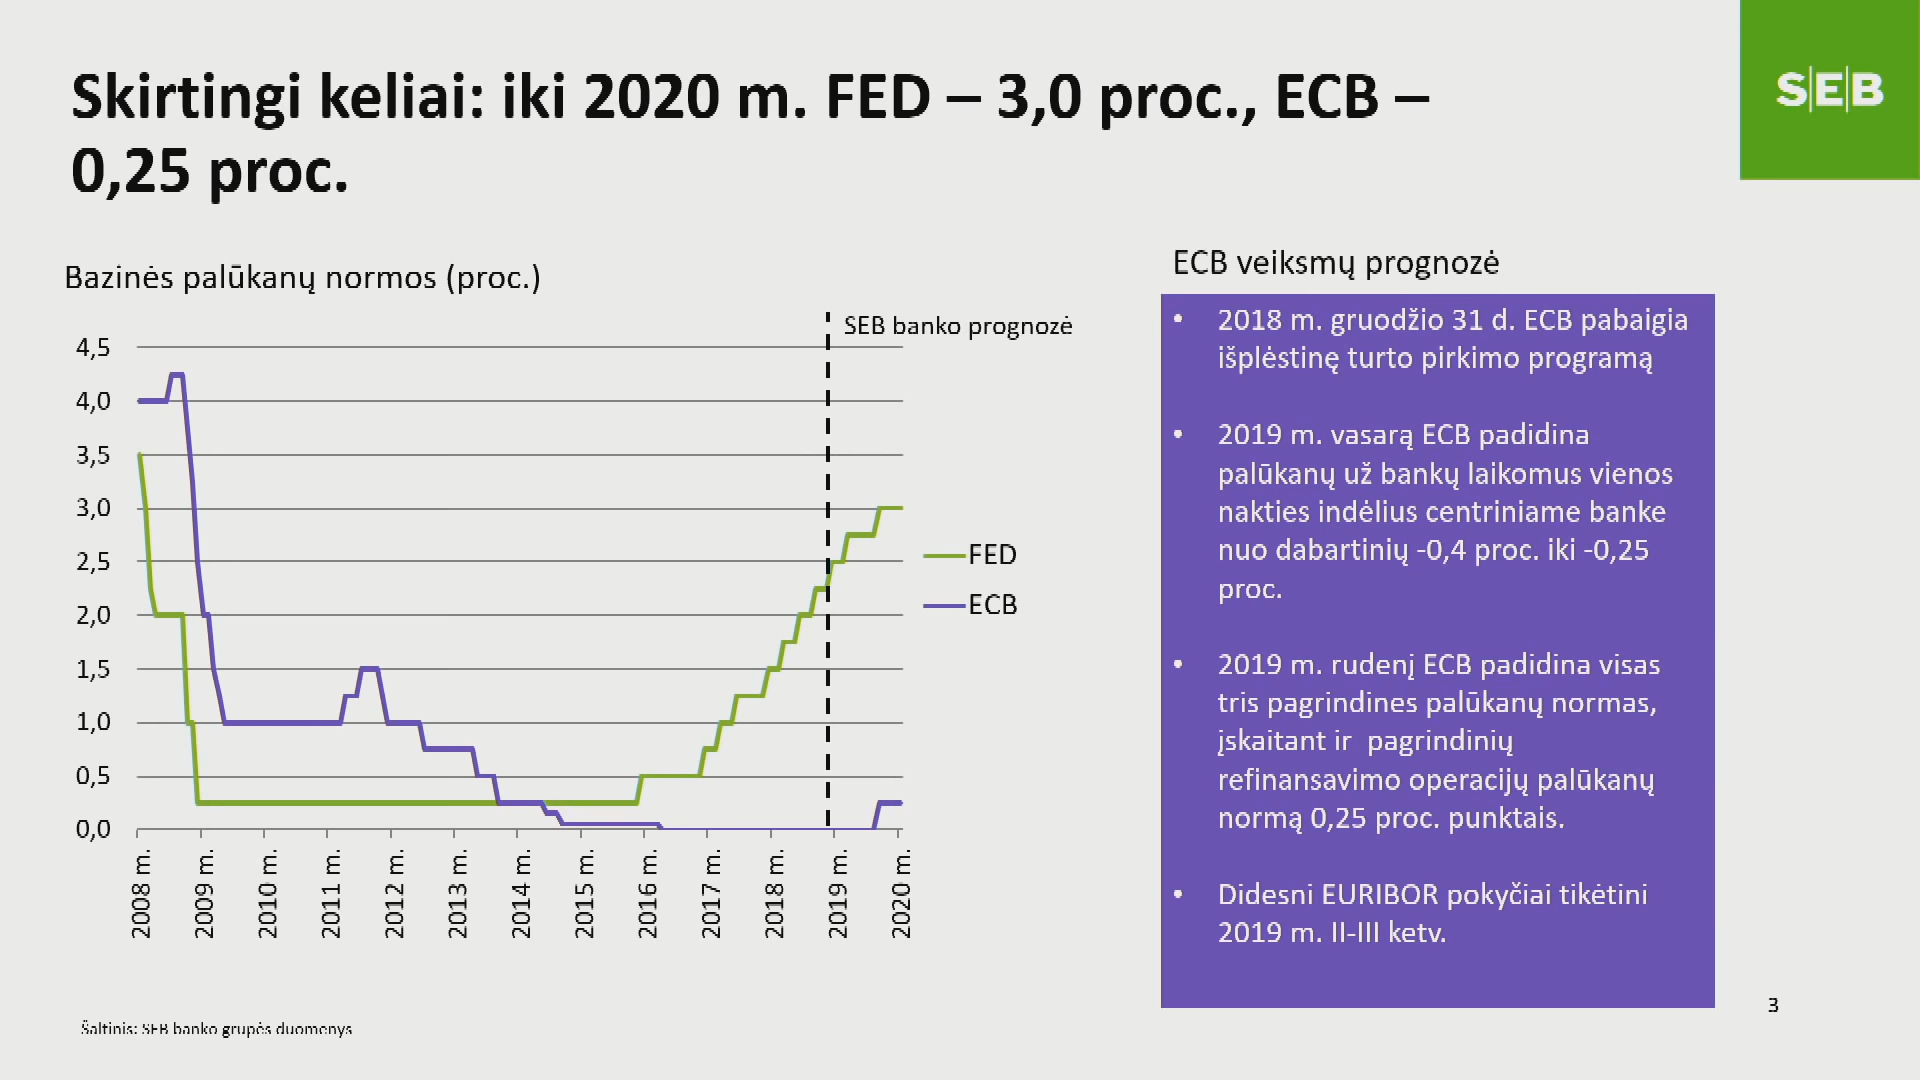 Skirtingi keliai: iki 2020 m. FED – 3,0 proc., ECB –
0,25 proc.
S|E|B
Bazinės palūkanų normos (proc.)
SEB banko prognozė
4,5
4,0
3,5
3,0
2,5
2,0
1,5
1,0
0,5
0,0
2008 m.
2009 m.
2010 m.
2011 m.
2012 m.
2013 m.
2014 m.
2015 m.
2016 m.
2017 m.
2018 m.
2019 m.
2020 m.
FED
ECB
ECB veiksmų prognozė
• 2018 m. gruodžio 31 d. ECB pabaigia
išplėstinę turto pirkimo programą
• 2019 m. vasarą ECB padidina
palūkanų už bankų laikomus vienos
nakties indėlius centriniame banke
nuo dabartinių -0,4 proc. iki -0,25
proc.
• 2019 m. rudenį ECB padidina visas
tris pagrindines palūkanų normas,
įskaitant ir pagrindinių
refinansavimo operacijų palūkanų
normą 0,25 proc. punktais.
• Didesni EURIBOR pokyčiai tikėtini
2019 m. II-III ketv.
Šaltinis: SEB banko grupės duomenys
3